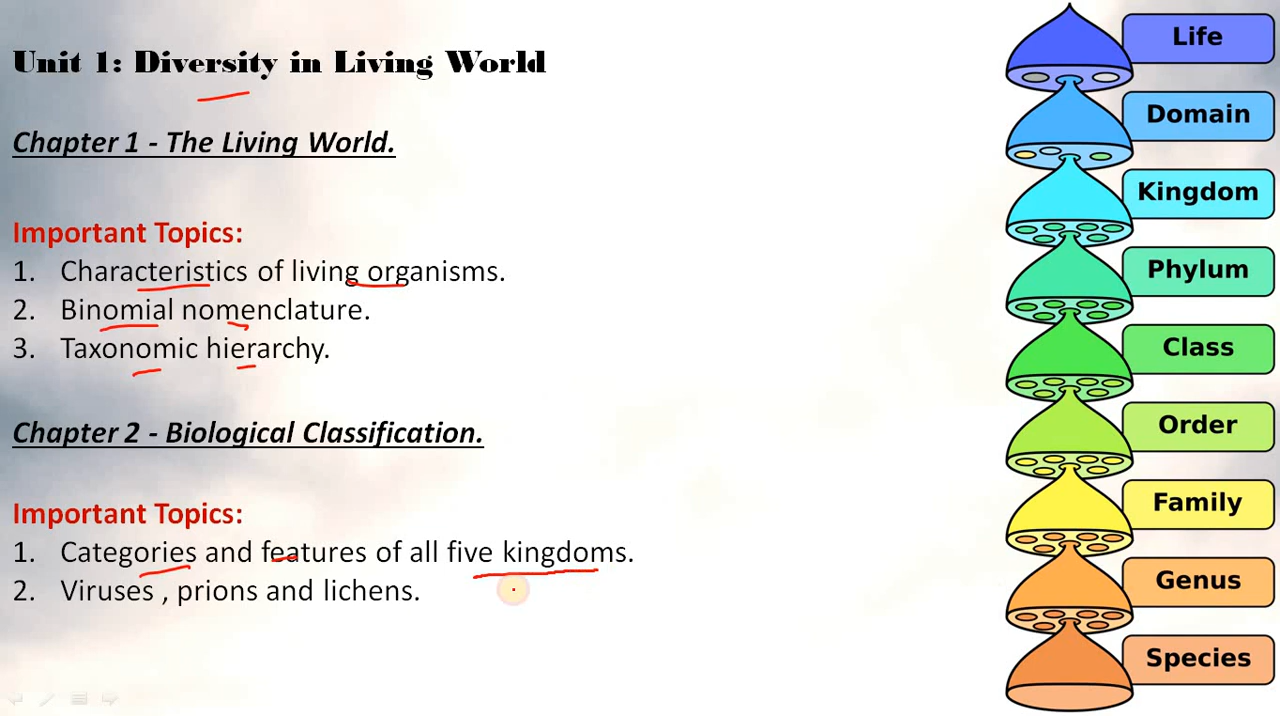 Unit 1: Diversity in Living World
Chapter 1 - The Living World.
Important Topics:
1. Characteristics of living organisms.
2. Binomial nomenclature.
3. Taxonomic hierarchy.
Chapter 2 - Biological Classification.
Important Topics:
1. Categories and features of all five kingdoms.
2. Viruses , prions and lichens.
Life
Domain
Kingdom
Phylum
Class
Order
Family
Genus
Species